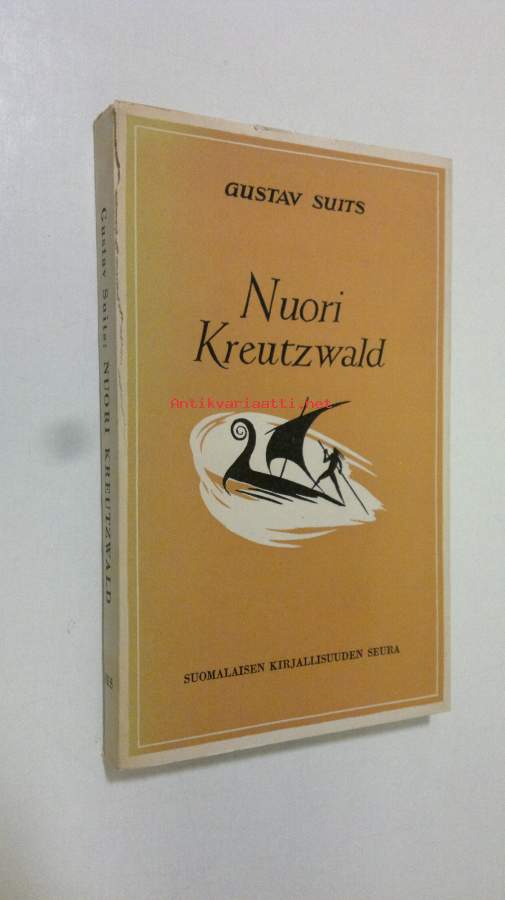 GUSTAV SUITS
Nuori
Kreutzwald
Antikvariaatti.net
SUOMALAISEN KIRJALLISUUDEN SEURA
Gustav Suits: NUORI KREUTZWALD